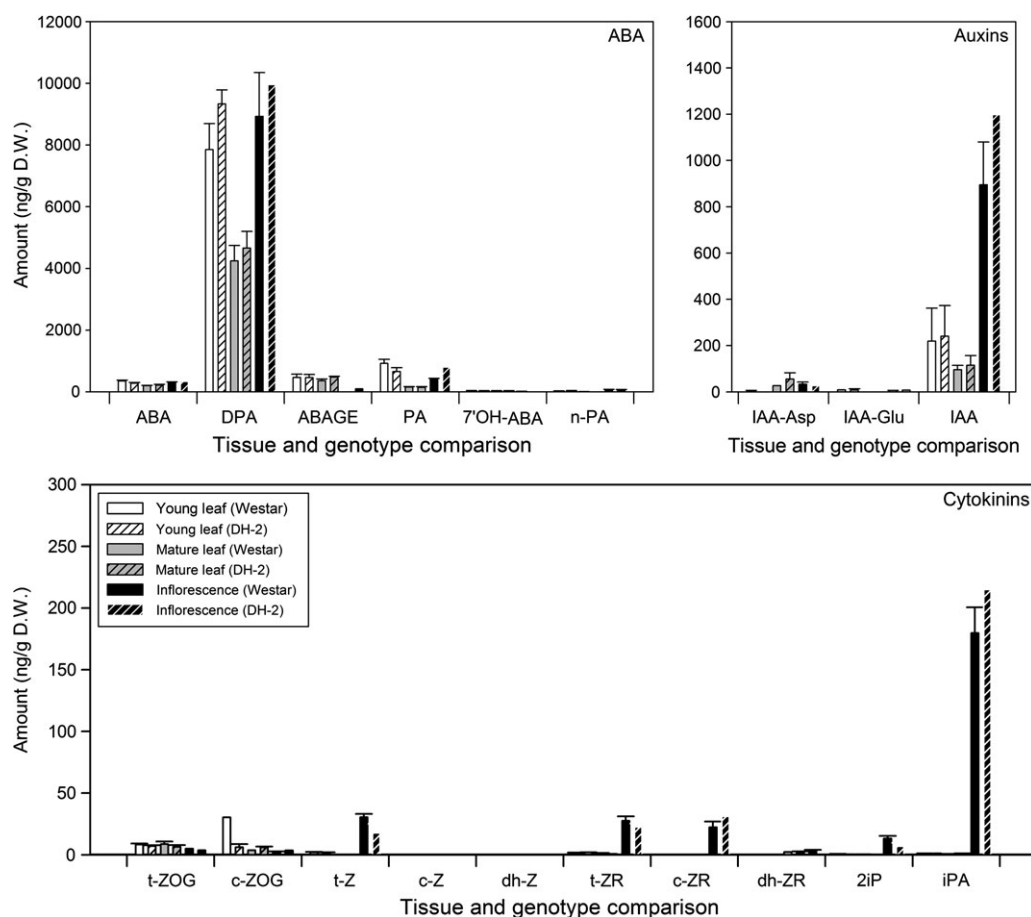 ABA
Amount (ng/g D.W.)
12000
10000
8000
6000
4000
2000
0
ABA DPA ABAGE PA 7'OH-ABA n-PA
Tissue and genotype comparison
Auxins
1600
1400
1200
1000
800
600
400
200
0
IAA-Asp IAA-Glu IAA
Tissue and genotype comparison
Cytokinins
Amount (ng/g D.W.)
300
250
200
150
100
50
0
Young leaf (Westar)
Young leaf (DH-2)
Mature leaf (Westar)
Mature leaf (DH-2)
Inflorescence (Westar)
Inflorescence (DH-2)
t-ZOG c-ZOG t-Z c-Z dh-Z t-ZR c-ZR dh-ZR 2iP iPA
Tissue and genotype comparison